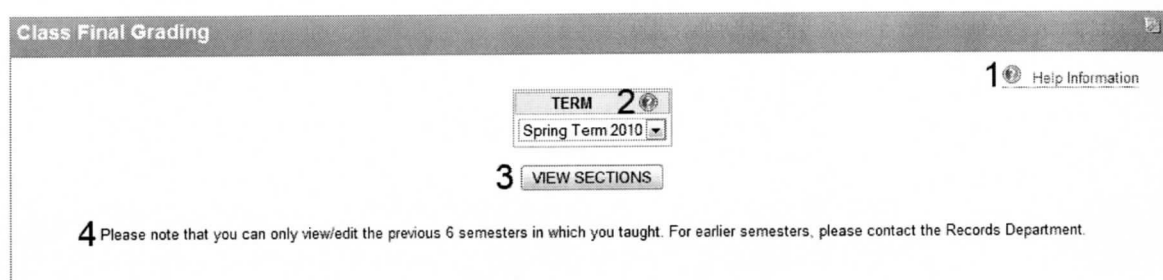 Class Final Grading
1 Help Information
TERM 2
Spring Term 2010
3 VIEW SECTIONS
4 Please note that you can only view/edit the previous 6 semesters in which you taught. For earlier semesters, please contact the Records Department.